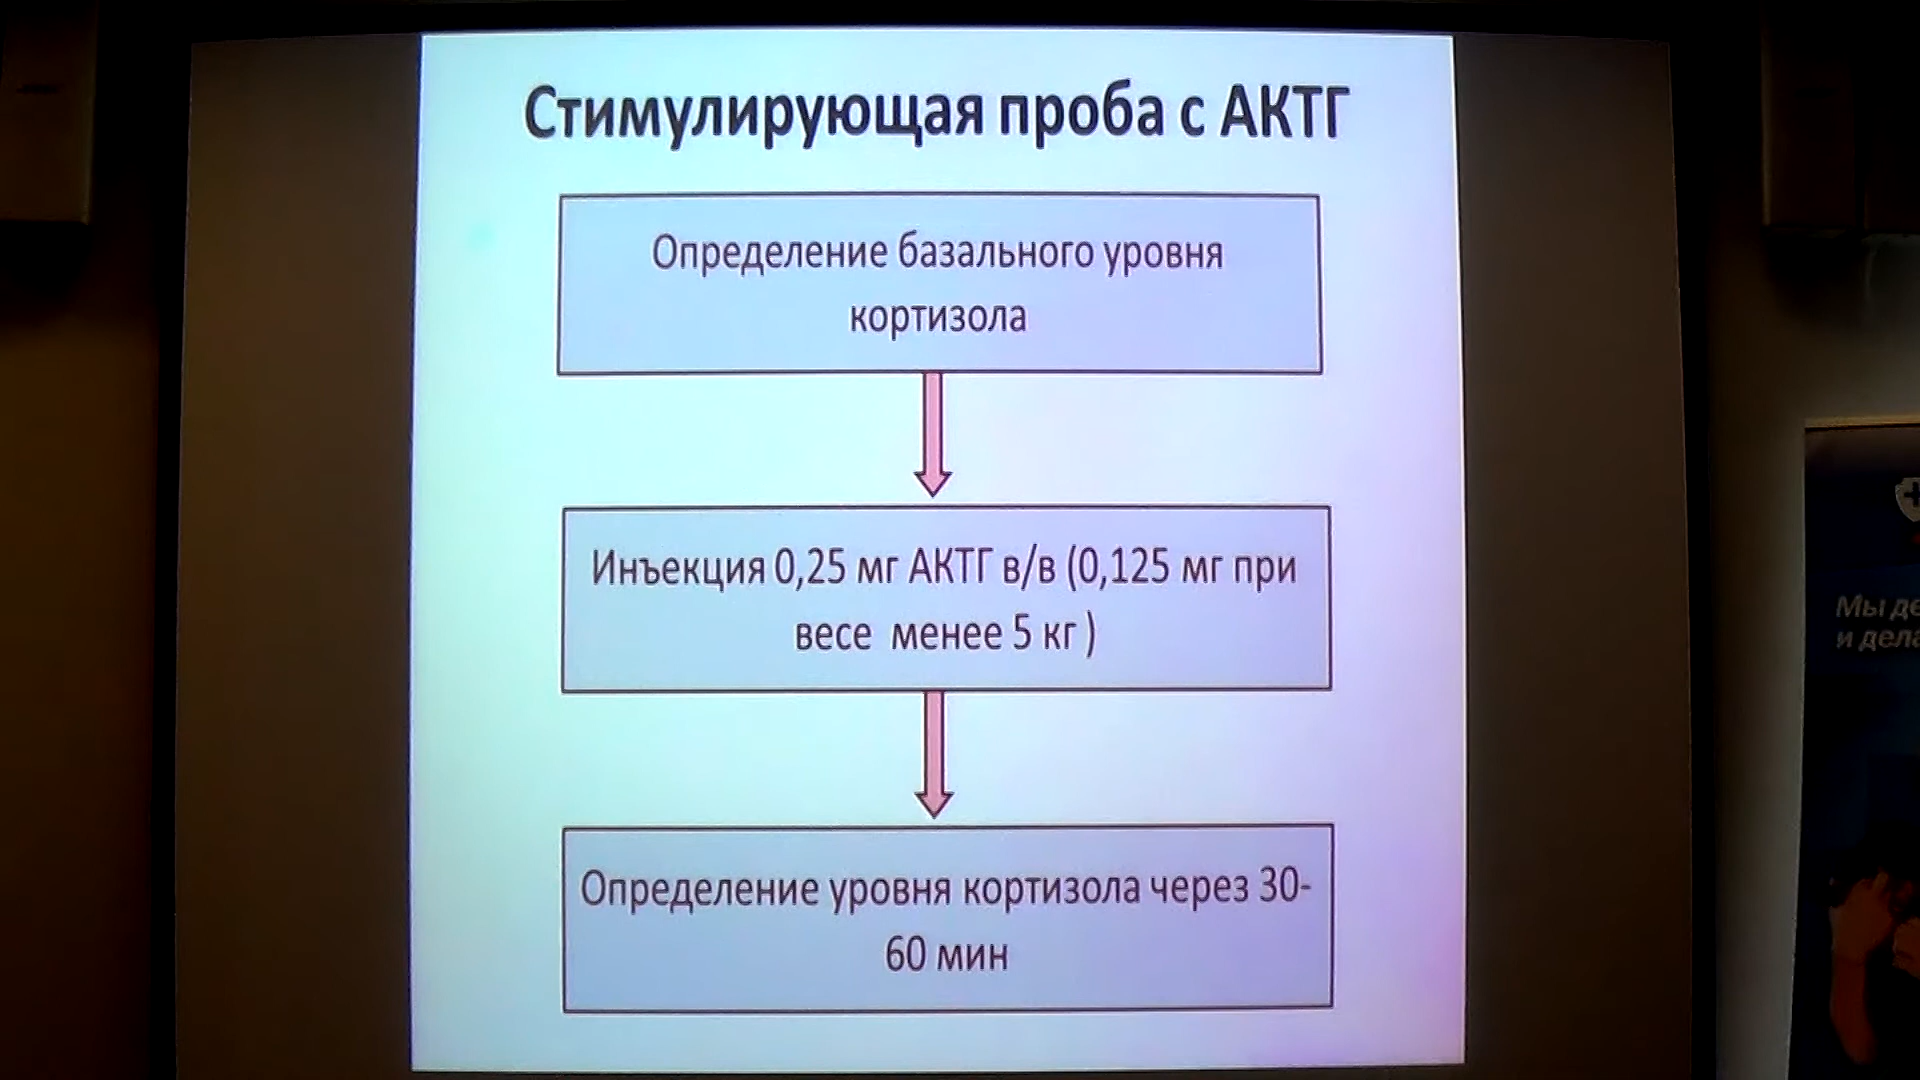 Стимулирующая проба с АКТГ
Определение базального уровня
кортизола
Инъекция 0,25 мг АКТГ в/в (0,125 мг при
весе менее 5 кг )
Определение уровня кортизола через 30-
60 мин
Мы
и